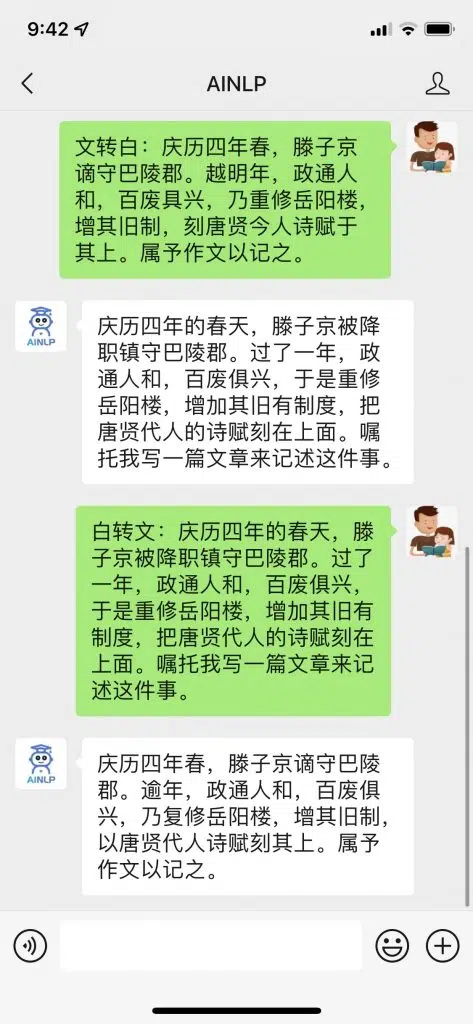 9:42
AINLP
文转白：庆历四年春，滕子京
谪守巴陵郡。越明年，政通人
和，百废具兴，乃重修岳阳楼，
增其旧制，刻唐贤今人诗赋于
其上。属予作文以记之。
AINLP
庆历四年的春天，滕子京被降
职镇守巴陵郡。过了一年，政
通人和，百废俱兴，于是重修
岳阳楼，增加其旧有制度，把
唐贤代人的诗赋刻在上面。嘱
托我写一篇文章来记述这件事。
白转文：庆历四年的春天，滕
子京被降职镇守巴陵郡。过了
一年，政通人和，百废俱兴，
于是重修岳阳楼，增加其旧有
制度，把唐贤代人的诗赋刻在
上面。嘱托我写一篇文章来记
述这件事。
AINLP
庆历四年春，滕子京谪守巴陵
郡。逾年，政通人和，百废俱
兴，乃复修岳阳楼，增其旧制，
以唐贤代人诗赋刻其上。属予
作文以记之。